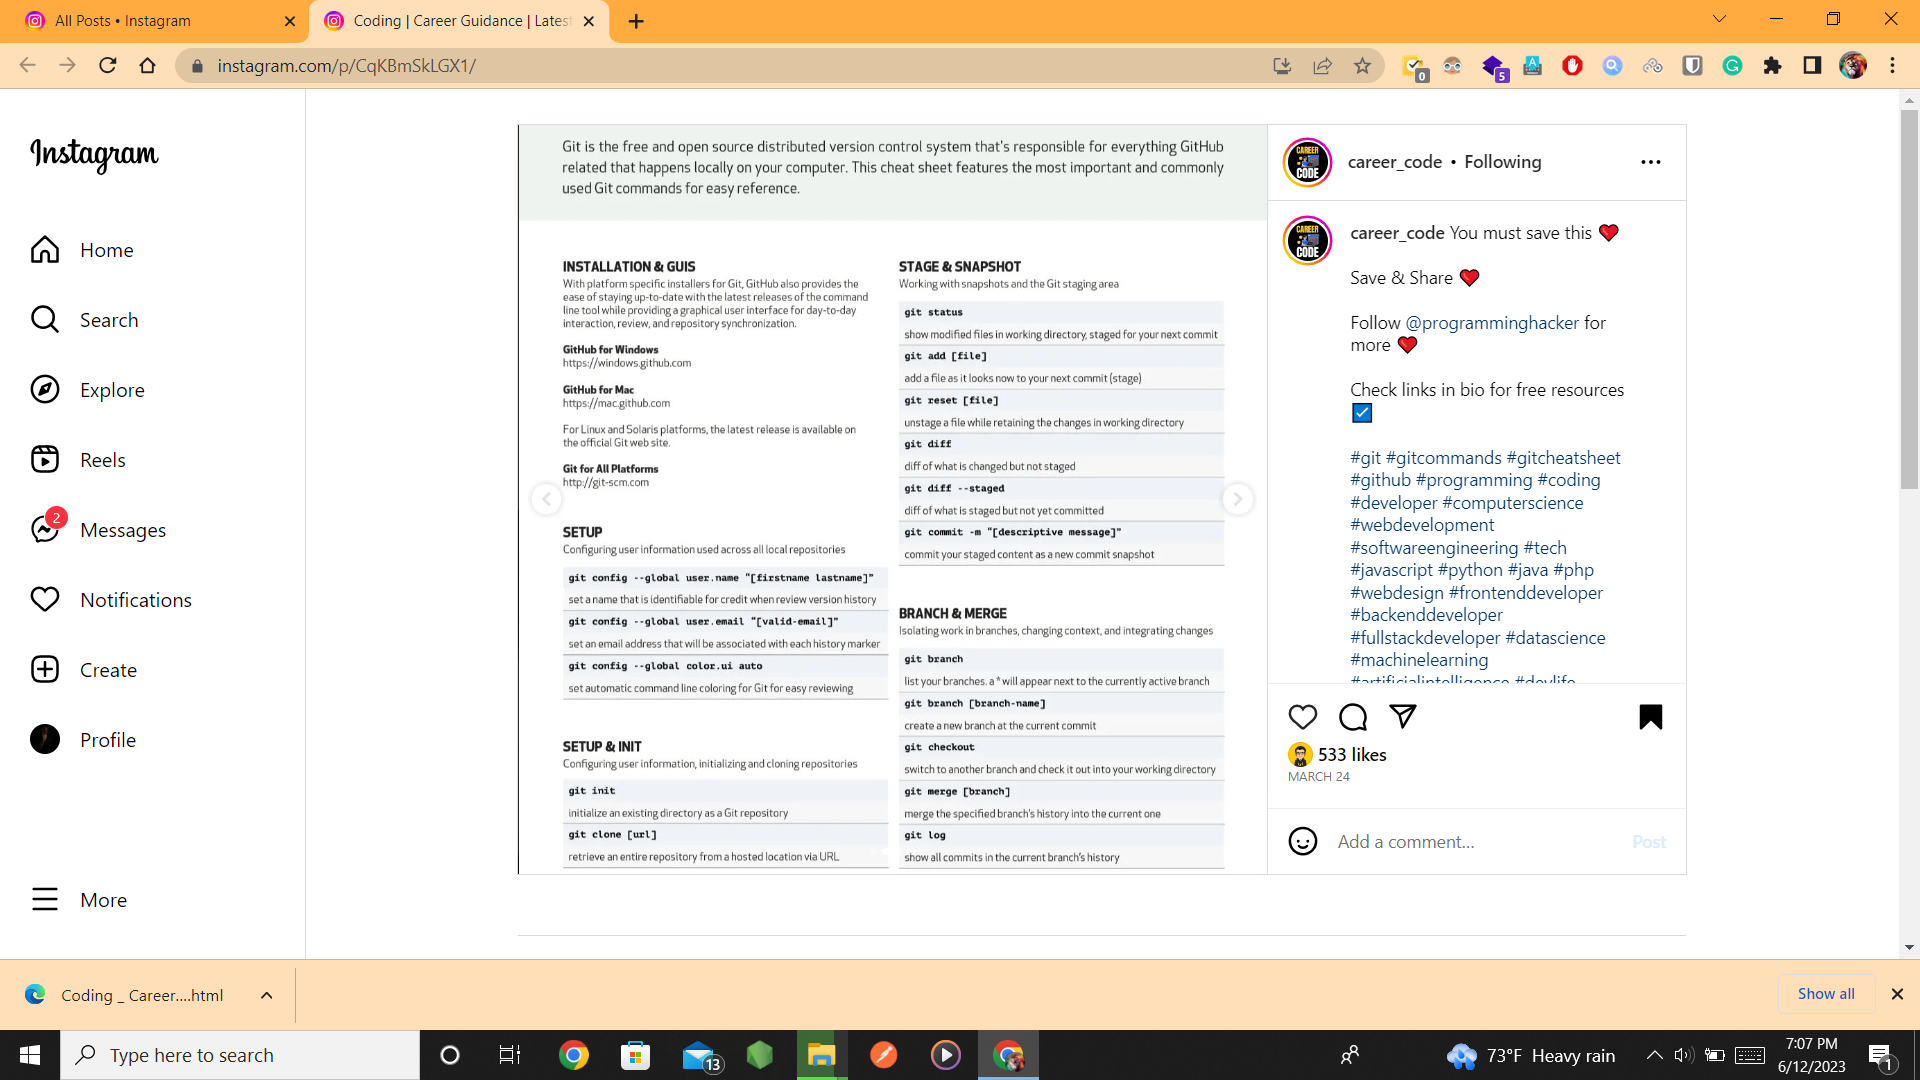 All Posts • Instagram
Coding | Career Guidance | Latest
instagram.com/p/CqKBmSkLGX1/
0
5
Instagram
Home
Search
Explore
Reels
2
Messages
Notifications
Create
Profile
More
Git is the free and open source distributed version control system that's responsible for everything GitHub
related that happens locally on your computer. This cheat sheet features the most important and commonly
used Git commands for easy reference.
INSTALLATION & GUIS
With platform specific installers for Git, GitHub also provides the
ease of staying up-to-date with the latest releases of the command
line tool while providing a graphical user interface for day-to-day
interaction, review, and repository synchronization.
GitHub for Windows
https://windows.github.com
GitHub for Mac
https://mac.github.com
For Linux and Solaris platforms, the latest release is available on
the official Git web site.
Git for All Platforms
http://git-scm.com
SETUP
Configuring user information used across all local repositories
git config --global user.name “[firstname lastname]”
set a name that is identifiable for credit when review version history
git config --global user.email “[valid-email]”
set an email address that will be associated with each history marker
git config --global color.ui auto
set automatic command line coloring for Git for easy reviewing
SETUP & INIT
Configuring user information, initializing and cloning repositories
git init
initialize an existing directory as a Git repository
git clone [url]
retrieve an entire repository from a hosted location via URL
STAGE & SNAPSHOT
Working with snapshots and the Git staging area
git status
show modified files in working directory, staged for your next commit
git add [file]
add a file as it looks now to your next commit (stage)
git reset [file]
unstage a file while retaining the changes in working directory
git diff
diff of what is changed but not staged
git diff --staged
diff of what is staged but not yet committed
git commit -m “[descriptive message]”
commit your staged content as a new commit snapshot
BRANCH & MERGE
Isolating work in branches, changing context, and integrating changes
git branch
list your branches. a * will appear next to the currently active branch
git branch [branch-name]
create a new branch at the current commit
git checkout
switch to another branch and check it out into your working directory
git merge [branch]
merge the specified branch's history into the current one
git log
show all commits in the current branch's history
CAREER
CODE
career_code • Following
CAREER
CODE
career_code You must save this ❤️
Save & Share ❤️
Follow @programminghacker for
more ❤️
Check links in bio for free resources
☑️
#git #gitcommands #gitcheatsheet
#github #programming #coding
#developer #computerscience
#webdevelopment
#softwareengineering #tech
#javascript #python #java #php
#webdesign #frontenddeveloper
#backenddeveloper
#fullstackdeveloper #datascience
#machinelearning
#artificialintelligence #devlife
533 likes
MARCH 24
Add a comment...
Post
Coding _ Career....html
Show all
Type here to search
13
73°F Heavy rain
7:07 PM
6/12/2023
1